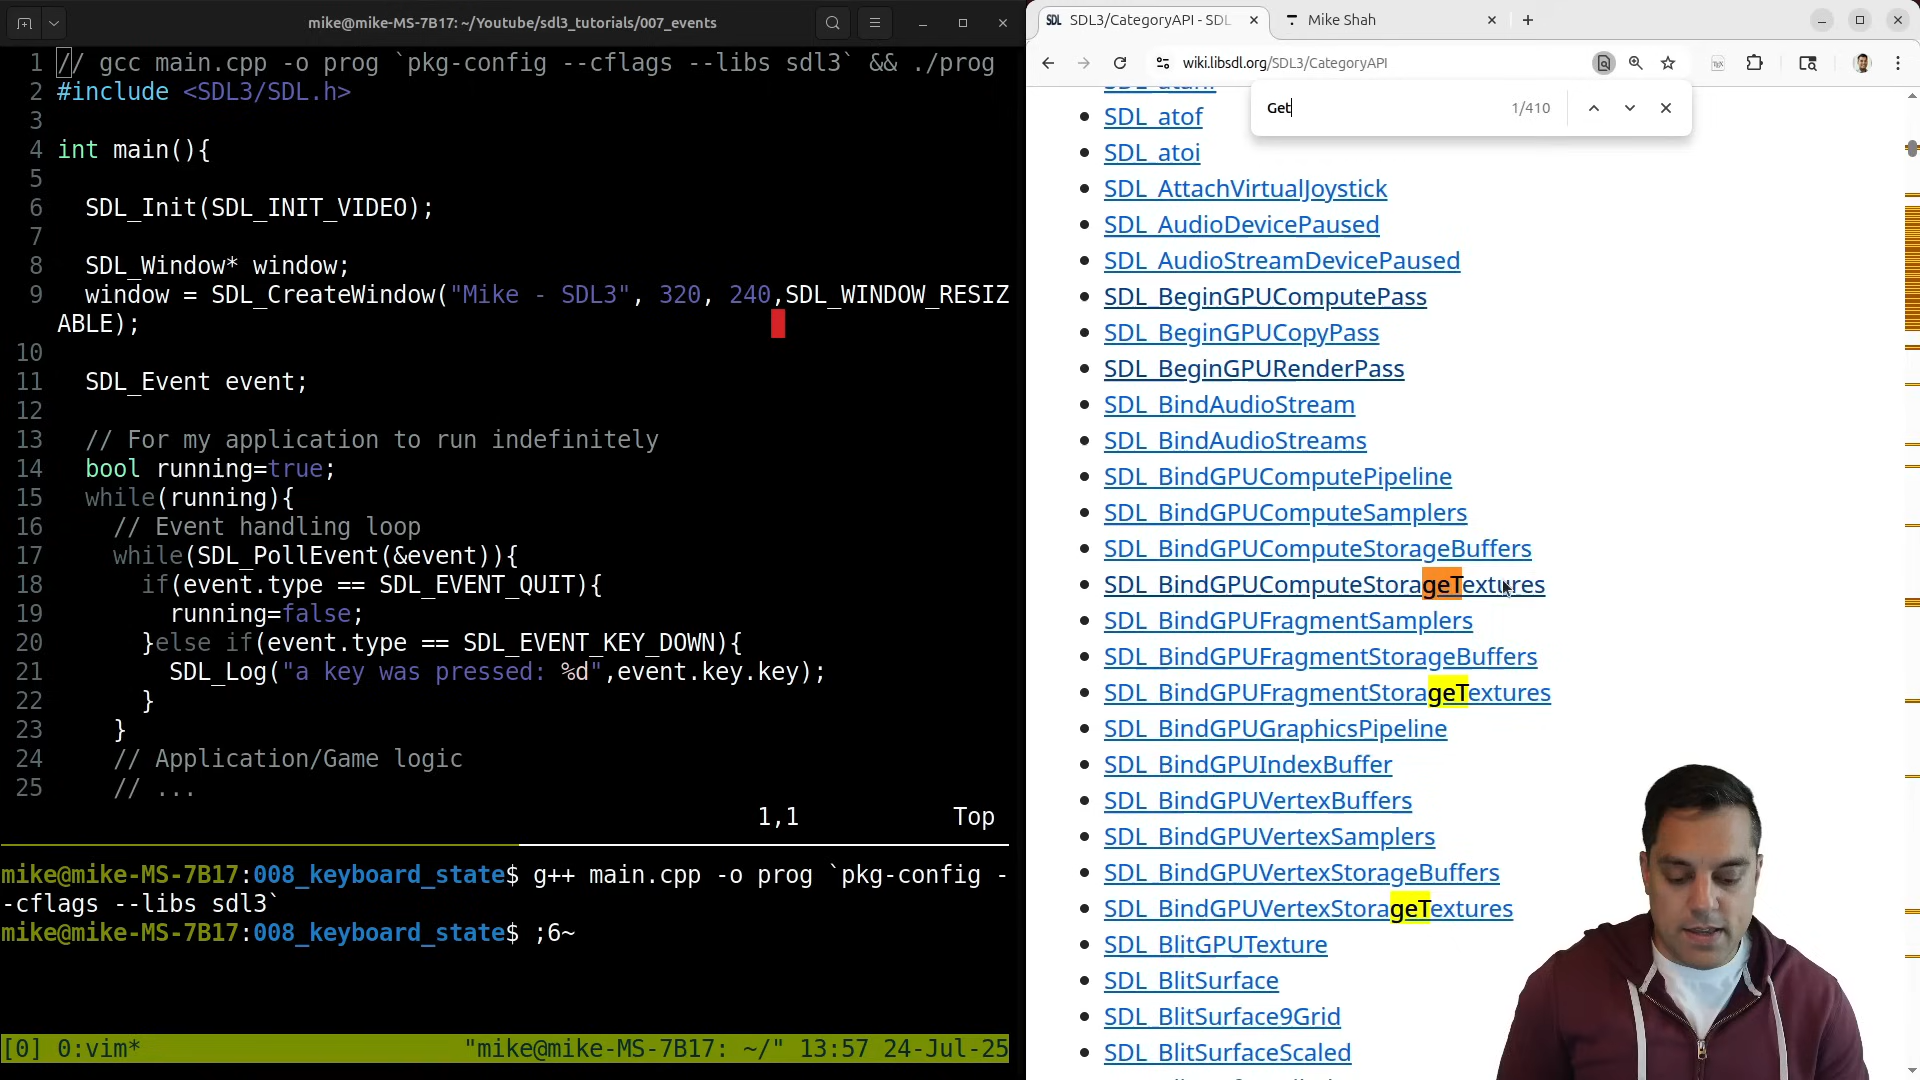 mike@mike-MS-7B17: ~/Youtube/sdl3_tutorials/007_events
1 // gcc main.cpp -o prog `pkg-config --cflags --libs sdl3` && ./prog
2 #include <SDL3/SDL.h>
3
4 int main(){
5
6 SDL_Init(SDL_INIT_VIDEO);
7
8 SDL_Window* window;
9 window = SDL_CreateWindow("Mike - SDL3", 320, 240,SDL_WINDOW_RESIZ
ABLE);
10
11 SDL_Event event;
12
13 // For my application to run indefinitely
14 bool running=true;
15 while(running){
16 // Event handling loop
17 while(SDL_PollEvent(&event)){
18 if(event.type == SDL_EVENT_QUIT){
19 running=false;
20 }else if(event.type == SDL_EVENT_KEY_DOWN){
21 SDL_Log("a key was pressed: %d",event.key.key);
22 }
23 }
24 // Application/Game logic
25 // ...
1,1 Top
mike@mike-MS-7B17:008_keyboard_state$ g++ main.cpp -o prog `pkg-config -
-cflags --libs sdl3`
mike@mike-MS-7B17:008_keyboard_state$ ;6~
[0] 0:vim* "mike@mike-MS-7B17: ~/" 13:57 24-Jul-25
SDL SDL3/CategoryAPI - SDL
Mike Shah
wiki.libsdl.org/SDL3/CategoryAPI
Get 1/410
SDL_atof
SDL_atoi
SDL_AttachVirtualJoystick
SDL_AudioDevicePaused
SDL_AudioStreamDevicePaused
SDL_BeginGPUComputePass
SDL_BeginGPUCopyPass
SDL_BeginGPURenderPass
SDL_BindAudioStream
SDL_BindAudioStreams
SDL_BindGPUComputePipeline
SDL_BindGPUComputeSamplers
SDL_BindGPUComputeStorageBuffers
SDL_BindGPUComputeStorageTextures
SDL_BindGPUFragmentSamplers
SDL_BindGPUFragmentStorageBuffers
SDL_BindGPUFragmentStorageTextures
SDL_BindGPUGraphicsPipeline
SDL_BindGPUIndexBuffer
SDL_BindGPUVertexBuffers
SDL_BindGPUVertexSamplers
SDL_BindGPUVertexStorageBuffers
SDL_BindGPUVertexStorageTextures
SDL_BlitGPUTexture
SDL_BlitSurface
SDL_BlitSurface9Grid
SDL_BlitSurfaceScaled